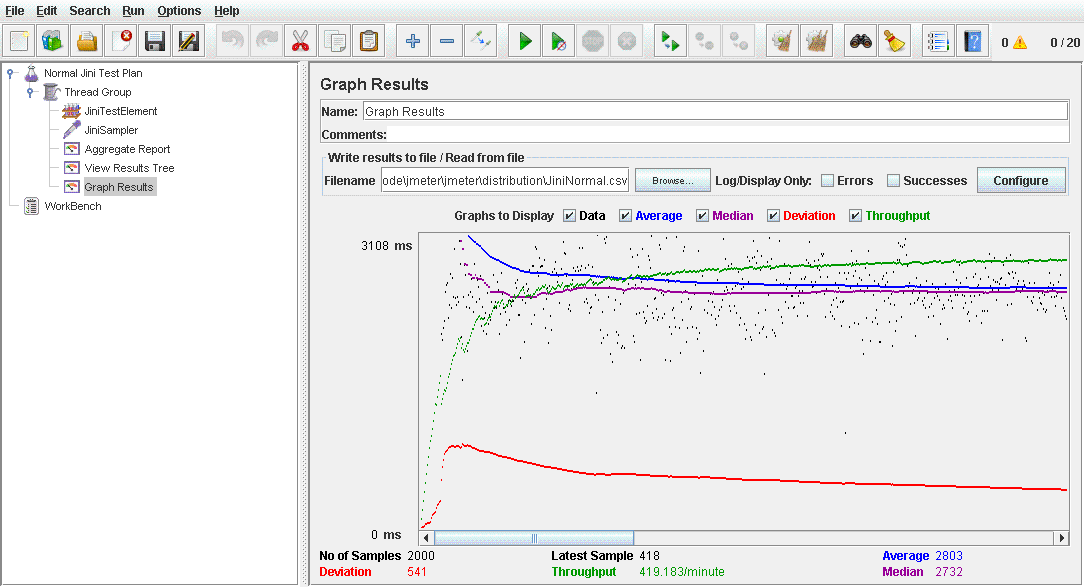 File Edit Search Run Options Help
0 0 / 20
Normal Jini Test Plan
Thread Group
JiniTestElement
JiniSampler
Aggregate Report
View Results Tree
Graph Results
WorkBench
Graph Results
Name: Graph Results
Comments:
Write results to file / Read from file
Filename ode\jmeter\jmeter\distribution\JiniNormal.csv Browse... Log/Display Only: Errors Successes Configure
Graphs to Display Data Average Median Deviation Throughput
3108 ms
0 ms
No of Samples 2000 Latest Sample 418 Average 2803
Deviation 541 Throughput 419.183/minute Median 2732